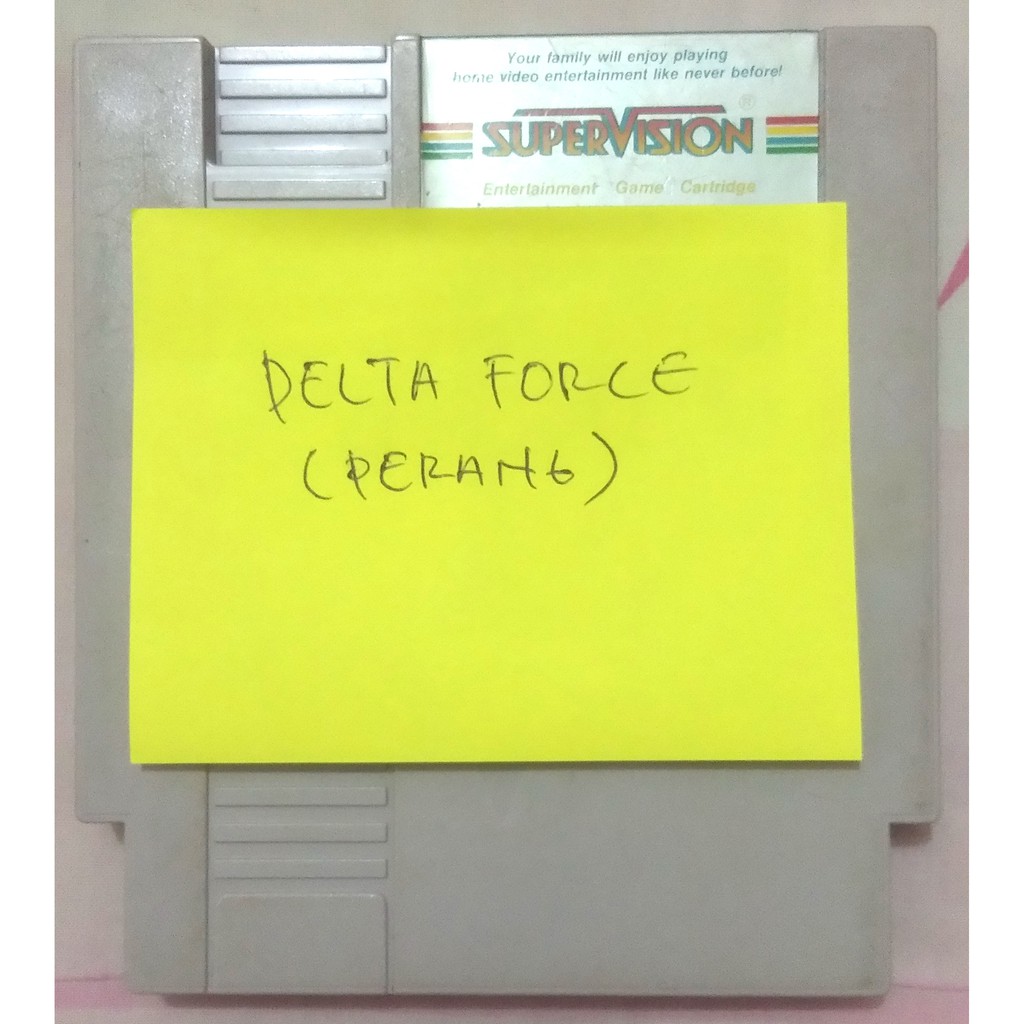 Your family will enjoy playing
home video entertainment like never before!
SUPERVISION ®
Entertainment Game Cartridge
DELTA FORCE
(PERANG)